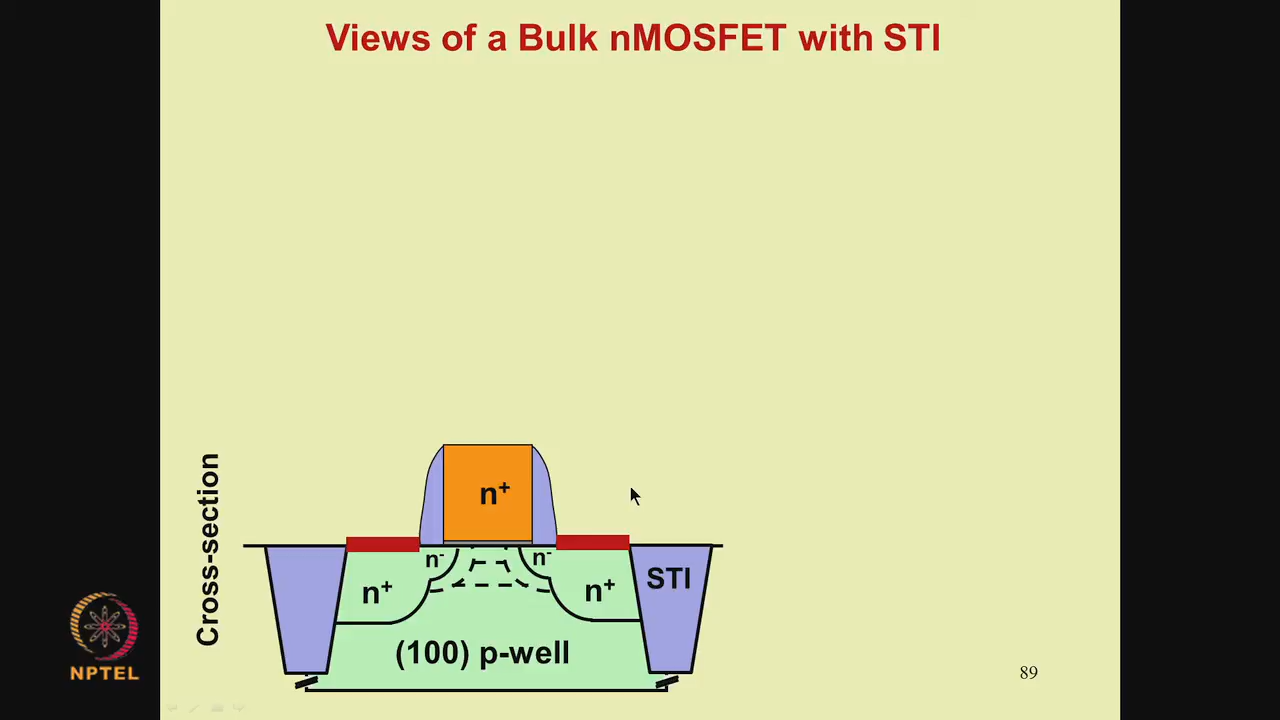 Views of a Bulk nMOSFET with STI
Cross-section
n+
n-
n-
n+
n+
STI
(100) p-well
NPTEL
89